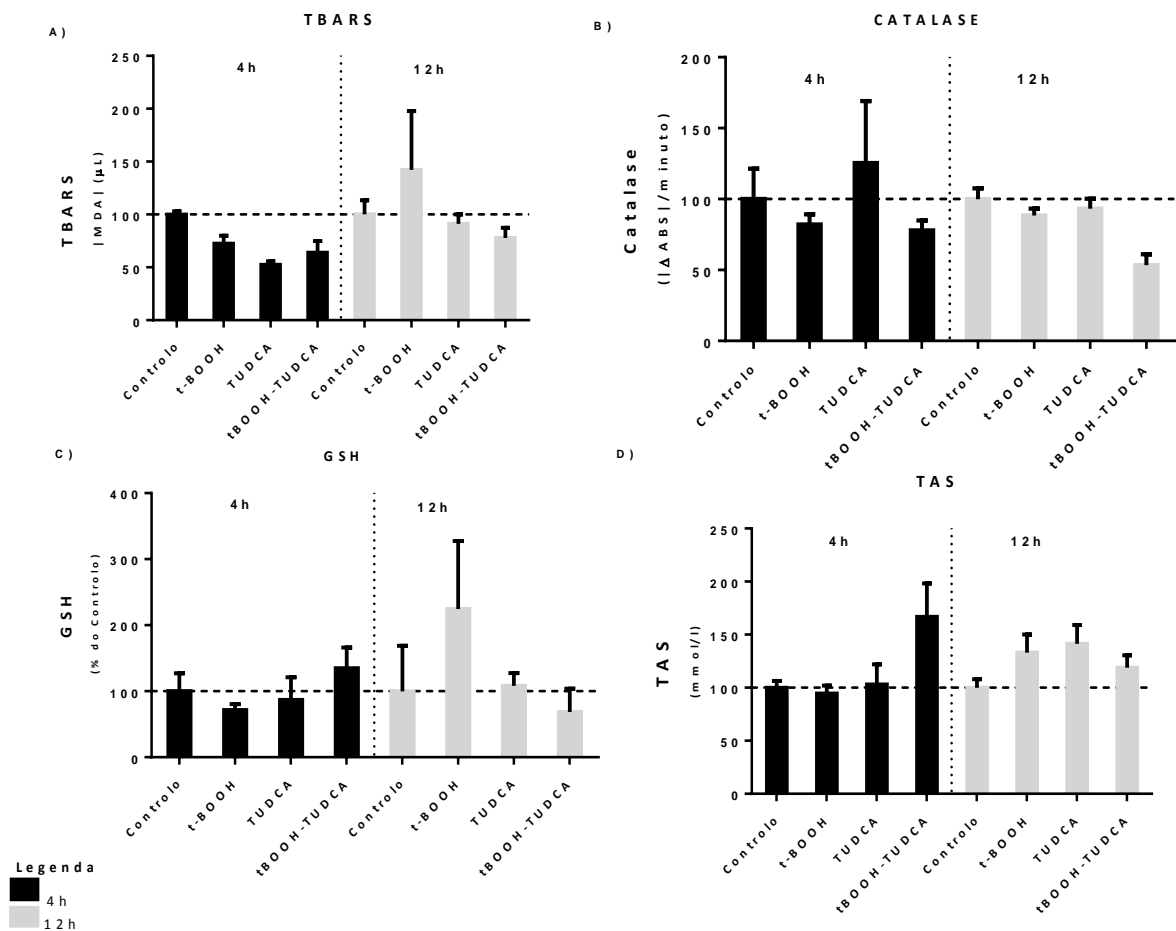 A)
TBARS
TBARS
|MDA| (µL)
250
200
150
100
50
0
4h
12h
Controlo
t-BOOH
TUDCA
tBOOH-TUDCA
Controlo
t-BOOH
TUDCA
tBOOH-TUDCA
B)
CATALASE
Catalase
(|ΔABS|/minuto)
200
150
100
50
0
4h
12h
Controlo
t-BOOH
TUDCA
tBOOH-TUDCA
Controlo
t-BOOH
TUDCA
tBOOH-TUDCA
C)
GSH
GSH
(% do Controlo)
400
300
200
100
0
4h
12h
Controlo
t-BOOH
TUDCA
tBOOH-TUDCA
Controlo
t-BOOH
TUDCA
tBOOH-TUDCA
D)
TAS
TAS
(mmol/l)
250
200
150
100
50
0
4h
12h
Controlo
t-BOOH
TUDCA
tBOOH-TUDCA
Controlo
t-BOOH
TUDCA
tBOOH-TUDCA
Legenda
4h
12h